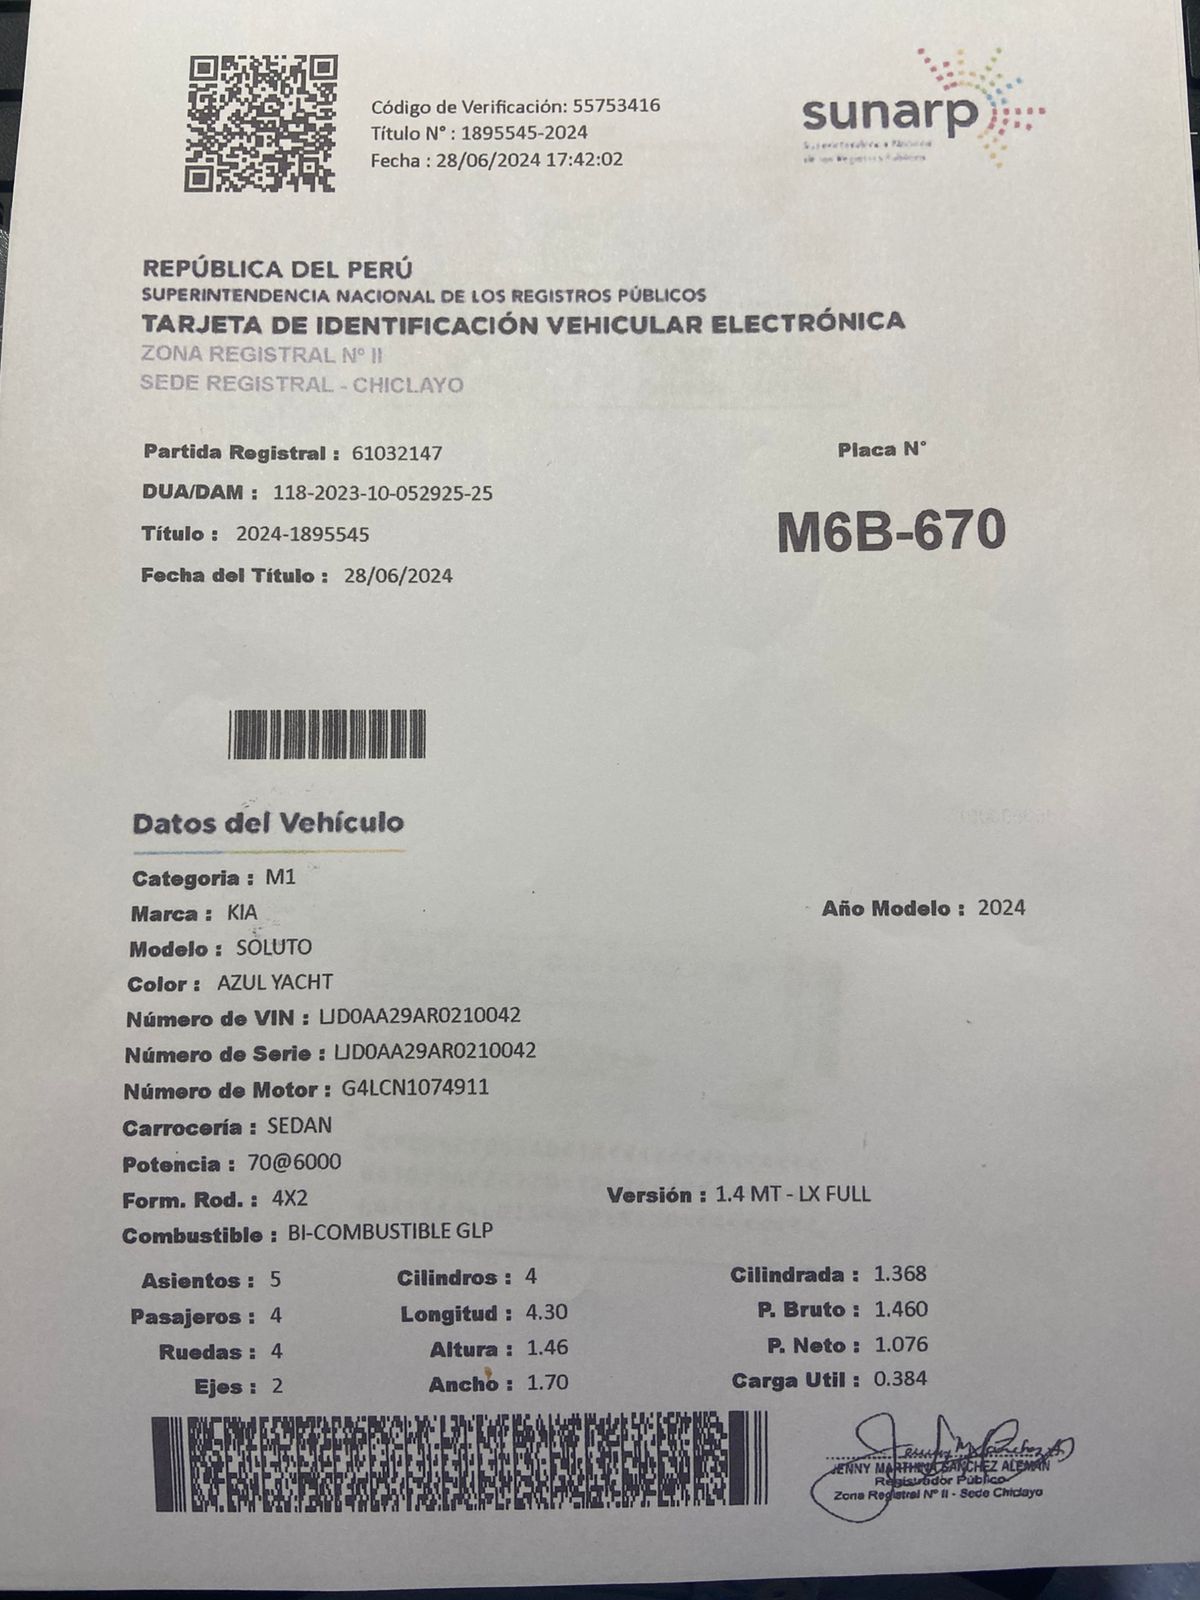 Código de Verificación: 55753416
Título N° : 1895545-2024
Fecha : 28/06/2024 17:42:02
sunarp
Superintendencia Nacional
de los Registros Públicos
REPÚBLICA DEL PERÚ
SUPERINTENDENCIA NACIONAL DE LOS REGISTROS PÚBLICOS
TARJETA DE IDENTIFICACIÓN VEHICULAR ELECTRÓNICA
ZONA REGISTRAL N° II
SEDE REGISTRAL - CHICLAYO
Partida Registral : 61032147
Placa N°
DUA/DAM : 118-2023-10-052925-25
M6B-670
Título : 2024-1895545
Fecha del Título : 28/06/2024
Datos del Vehículo
Categoria : M1
Marca : KIA
Año Modelo : 2024
Modelo : SOLUTO
Color : AZUL YACHT
Número de VIN : LJD0AA29AR0210042
Número de Serie : LJD0AA29AR0210042
Número de Motor : G4LCN1074911
Carrocería : SEDAN
Potencia : 70@6000
Form. Rod. : 4X2 Versión : 1.4 MT - LX FULL
Combustible : BI-COMBUSTIBLE GLP
Asientos : 5 Cilindros : 4 Cilindrada : 1.368
Pasajeros : 4 Longitud : 4.30 P. Bruto : 1.460
Ruedas : 4 Altura : 1.46 P. Neto : 1.076
Ejes : 2 Ancho : 1.70 Carga Util : 0.384
JENNY MARTHINA SANCHEZ ALEMAN
Registrador Público
Zona Registral N° II - Sede Chiclayo